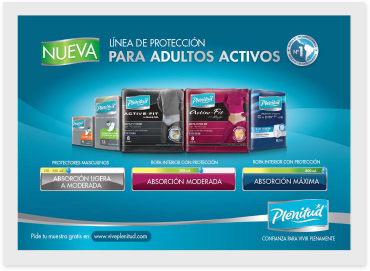 NUEVA
LÍNEA DE PROTECCIÓN
PARA ADULTOS ACTIVOS
Nº1
Plenitud
ACTIVE FIT
Plenitud
Active Fit
Plenitud
PROTECTORES MASCULINOS
ROPA INTERIOR CON PROTECCIÓN
ROPA INTERIOR CON PROTECCIÓN
ABSORCIÓN LIGERA
A MODERADA
ABSORCIÓN MODERADA
ABSORCIÓN MÁXIMA
Plenitud
Pide tu muestra gratis en
www.viveplenitud.com
CONFIANZA PARA VIVIR PLENAMENTE